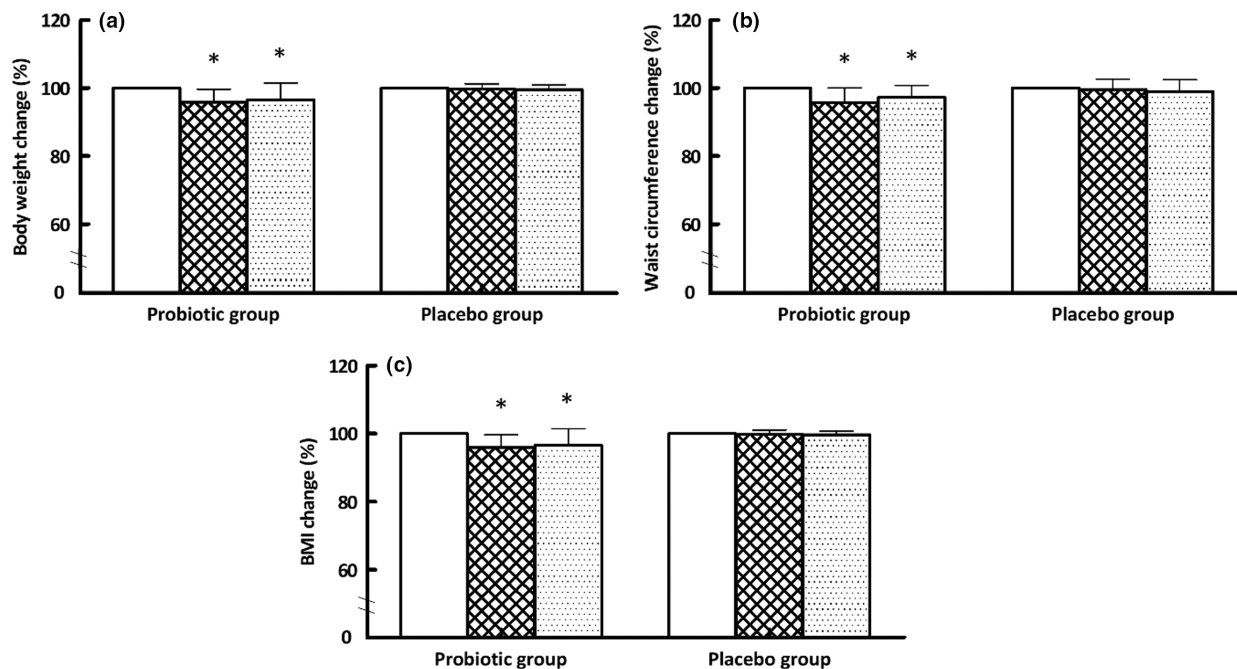 (a)
Body weight change (%)
120
100
80
60
0
* *
Probiotic group Placebo group
(b)
Waist circumference change (%)
120
100
80
60
0
* *
Probiotic group Placebo group
(c)
BMI change (%)
120
100
80
60
0
* *
Probiotic group Placebo group